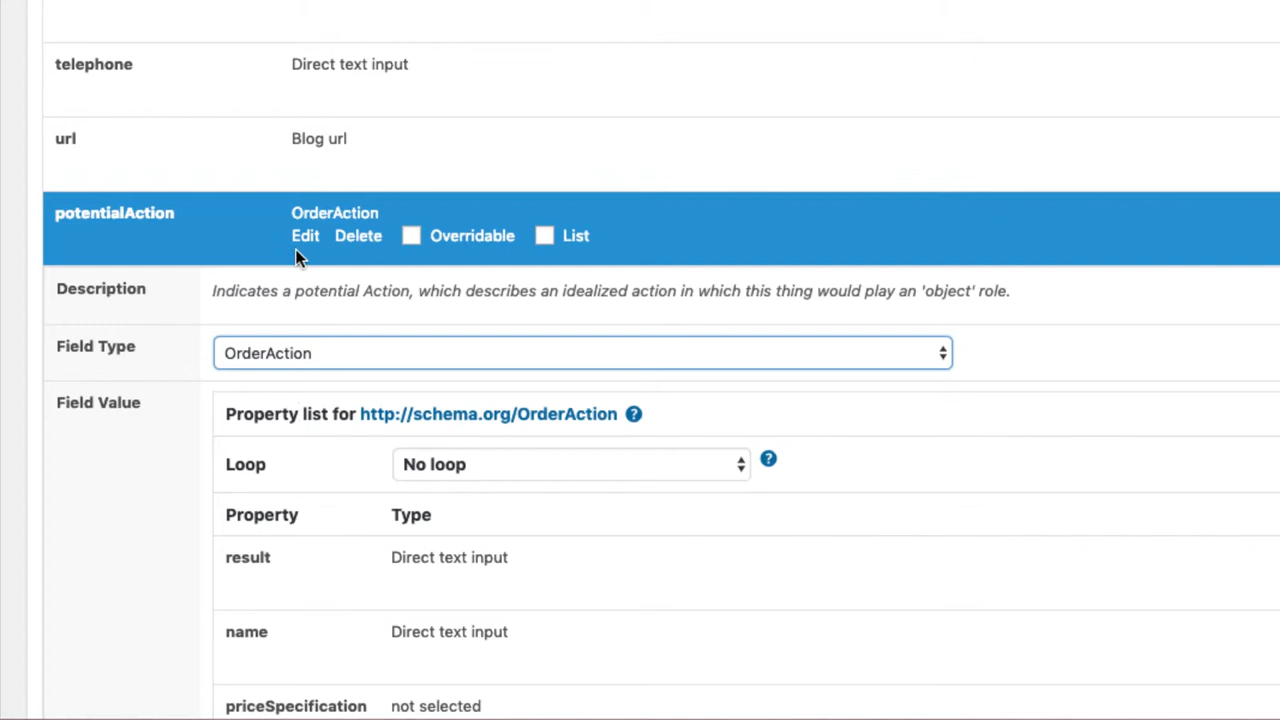 telephone Direct text input
url Blog url
potentialAction OrderAction
Edit Delete Overridable List
Description Indicates a potential Action, which describes an idealized action in which this thing would play an 'object' role.
Field Type OrderAction
Field Value Property list for http://schema.org/OrderAction ?
Loop No loop ?
Property Type
result Direct text input
name Direct text input
priceSpecification not selected